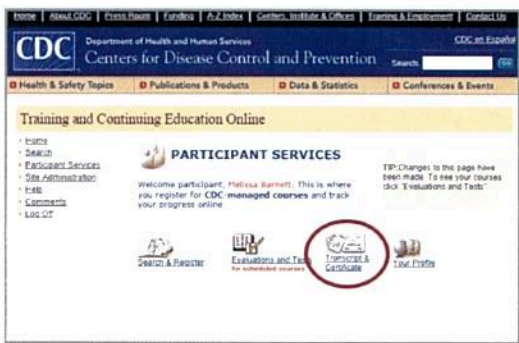 Home | About CDC | Press Room | Funding | A-Z Index | Centers, Institute & Offices | Training & Employment | Contact Us
CDC Department of Health and Human Services
Centers for Disease Control and Prevention
CDC en Español
Search:
Health & Safety Topics
Publications & Products
Data & Statistics
Conferences & Events
Training and Continuing Education Online
Home
Search
Participant Services
Site Administration
Help
Comments
Log Off
PARTICIPANT SERVICES
Welcome participant, Melissa Barnett. This is where
you register for CDC-managed courses and track
your progress online
TIP:Changes to this page have
been made. To see your courses
click "Evaluations and Tests"
Search & Register
Evaluations and Tests
for scheduled courses
Transcript &
Certificate
Your Profile